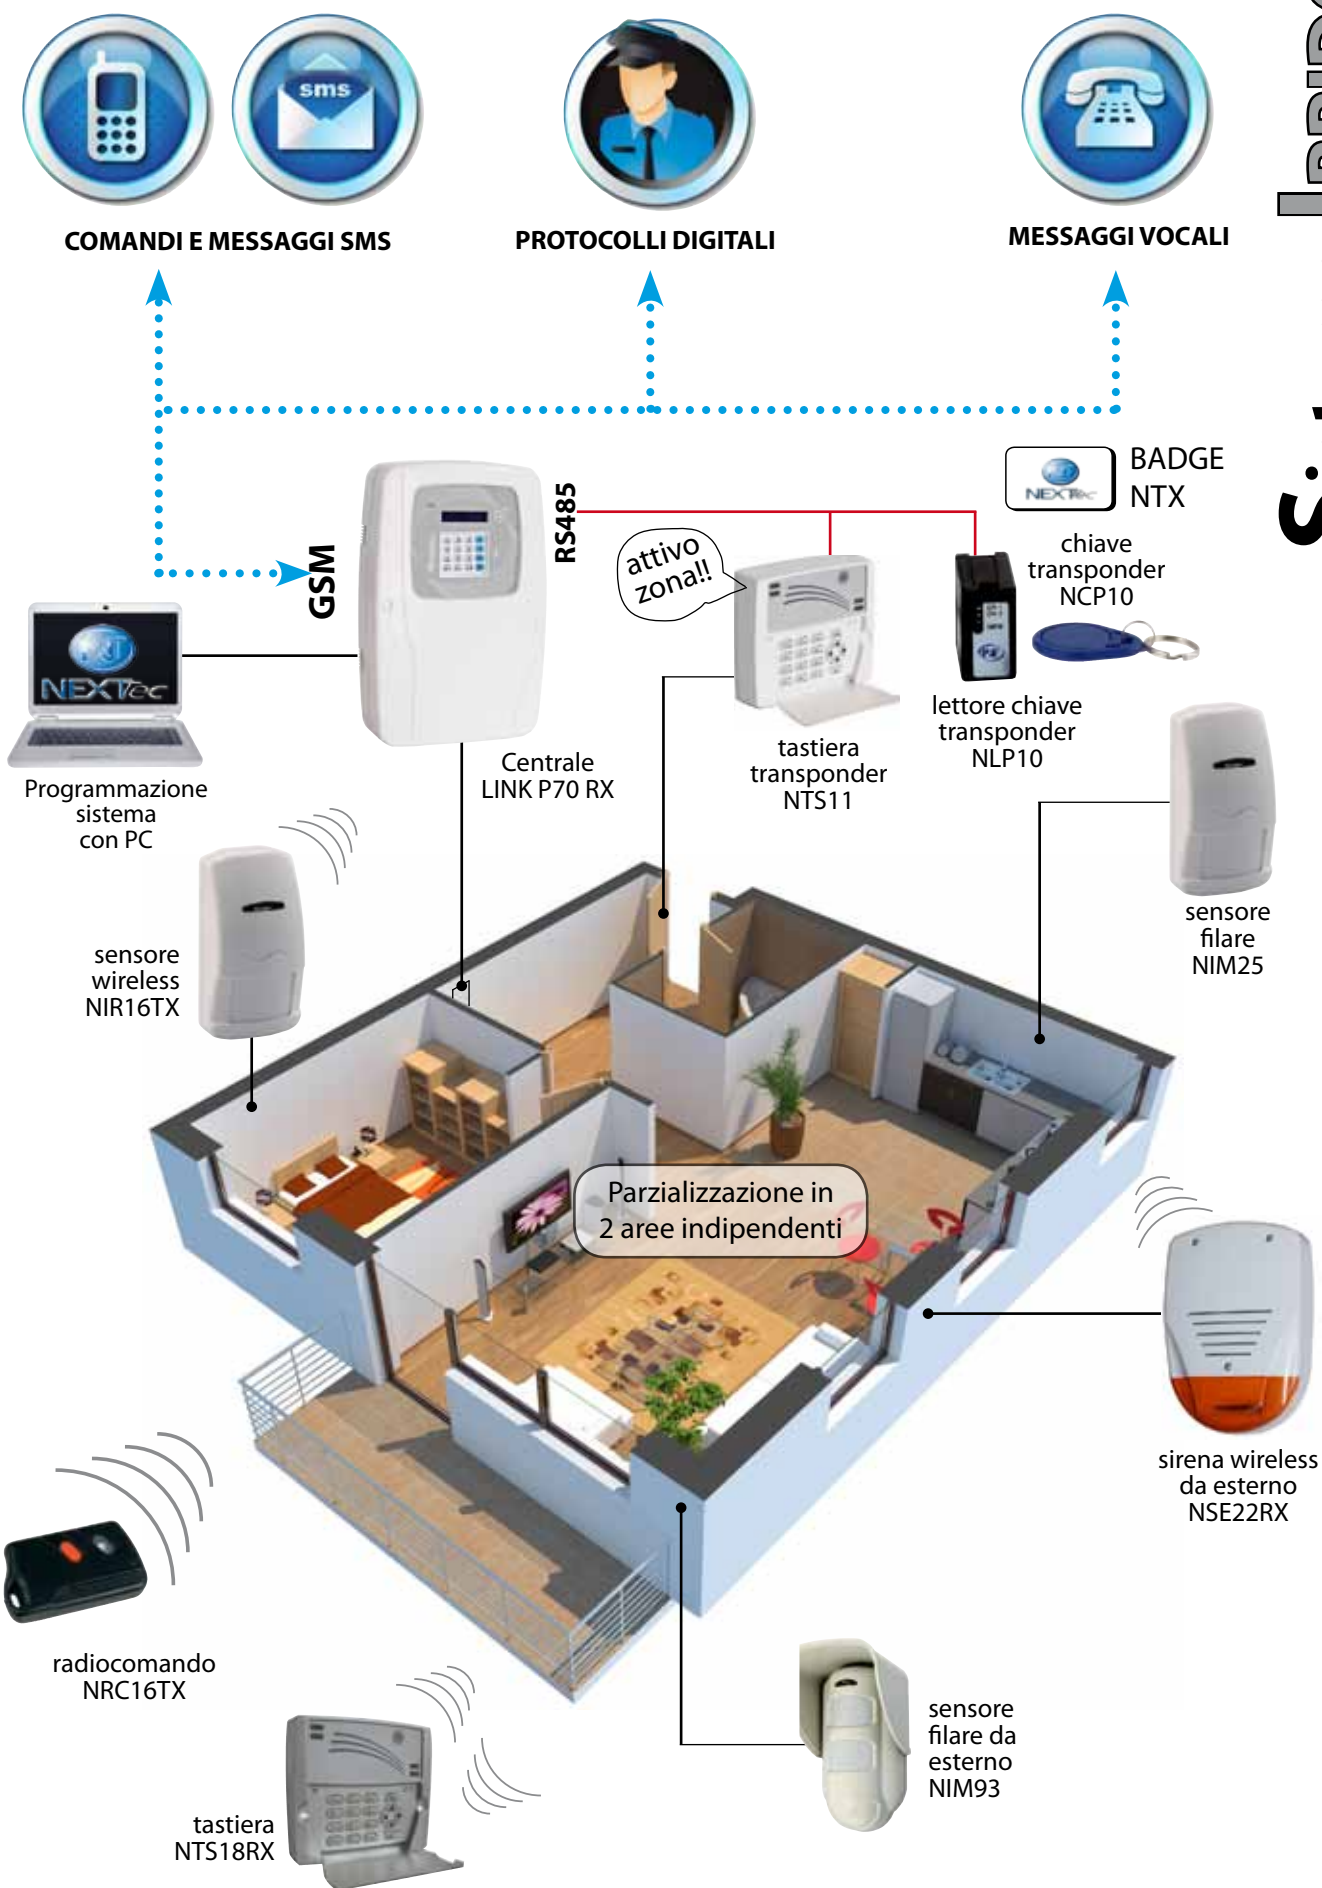 sms
COMANDI E MESSAGGI SMS
PROTOCOLLI DIGITALI
MESSAGGI VOCALI
GSM
RS485
BADGE
NTX
NEXTec
attivo
zona!!
chiave
transponder
NCP10
NEXTec
lettore chiave
transponder
NLP10
tastiera
transponder
NTS11
Centrale
LINK P70 RX
Programmazione
sistema
con PC
sensore
wireless
NIR16TX
sensore
filare
NIM25
Parzializzazione in
2 aree indipendenti
sirena wireless
da esterno
NSE22RX
radiocomando
NRC16TX
sensore
filare da
esterno
NIM93
tastiera
NTS18RX